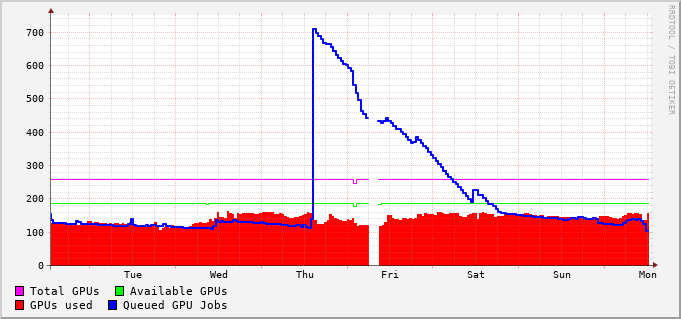 RRDTOOL / TOBI OETIKER
700
600
500
400
300
200
100
0
Tue Wed Thu Fri Sat Sun Mon
Total GPUs Available GPUs
GPUs used Queued GPU Jobs